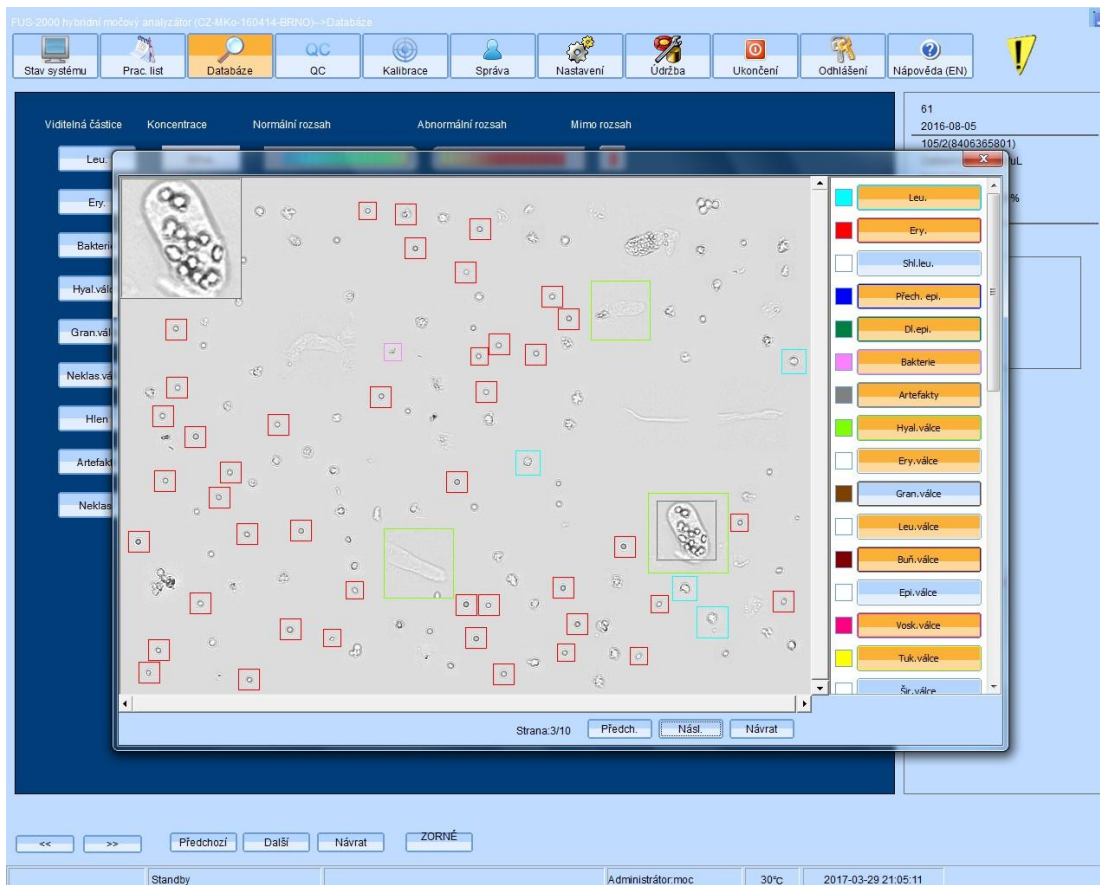 FUS-2000 hybridní močový analyzátor (CZ-MKo-160414-BRNO)-->Databáze
Stav systému
Prac. list
Databáze
QC
QC
Kalibrace
Správa
Nastavení
Údržba
Ukončení
Odhlášení
Nápověda (EN)
Viditelná částice Koncentrace Normální rozsah Abnormální rozsah Mimo rozsah
Leu.
Ery.
Bakterie
Hyal.válc
Gran.vál
Neklas.vá
Hlen
Artefakt
Neklas
61
2016-08-05
105/2(8406365801)
uL
%
Leu.
Ery.
Shl.leu.
Přech. epi.
Dl.epi.
Bakterie
Artefakty
Hyal.válce
Ery.válce
Gran.válce
Leu.válce
Buň.válce
Epi.válce
Vosk.válce
Tuk.válce
Šir.válce
Strana:3/10 Předch. Násl. Návrat
<< >> Předchozí Další Návrat ZORNÉ
Standby Administrátor:moc 30°C 2017-03-29 21:05:11